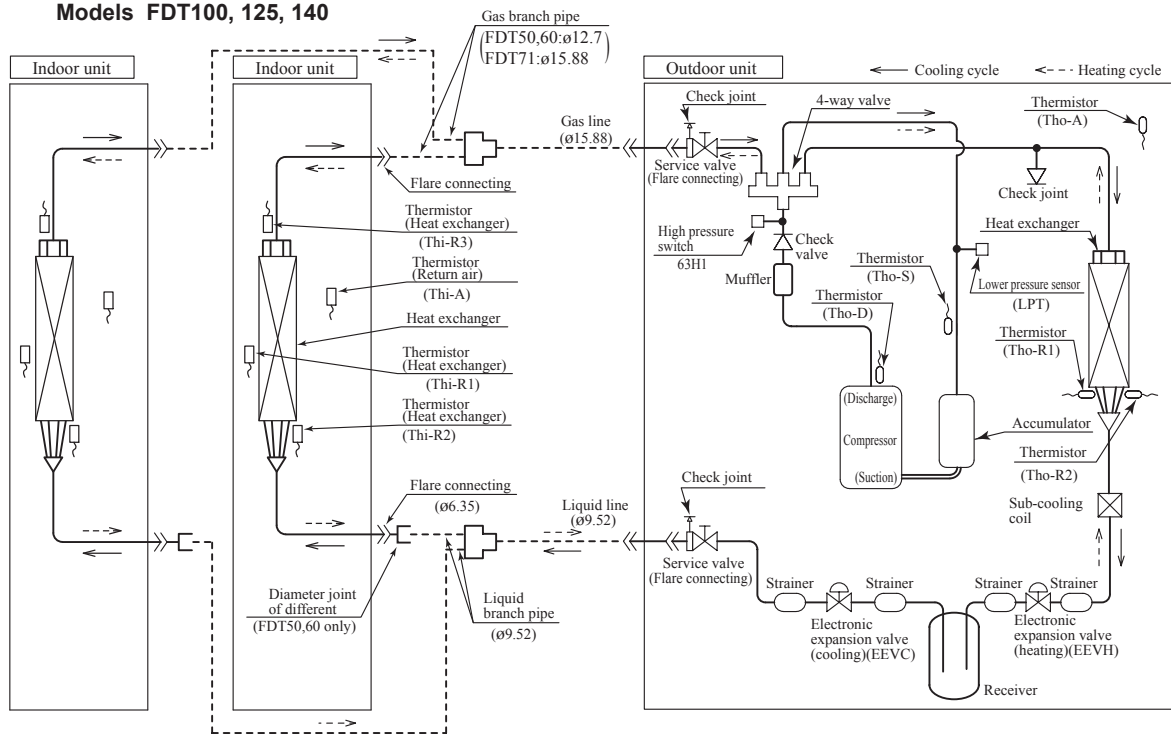 Models FDT100, 125, 140
Gas branch pipe
FDT50,60:ø12.7
FDT71:ø15.88
Indoor unit
Indoor unit
Outdoor unit
Cooling cycle
Heating cycle
Check joint
4-way valve
Thermistor
(Tho-A)
Gas line
(ø15.88)
Service valve
(Flare connecting)
Check joint
Flare connecting
Thermistor
(Heat exchanger)
(Thi-R3)
High pressure
switch
63H1
Check
valve
Heat exchanger
Thermistor
(Return air)
(Thi-A)
Muffler
Thermistor
(Tho-S)
Lower pressure sensor
(LPT)
Thermistor
(Tho-D)
Heat exchanger
Thermistor
(Tho-R1)
Thermistor
(Heat exchanger)
(Thi-R1)
(Discharge)
Compressor
(Suction)
Thermistor
(Heat exchanger)
(Thi-R2)
Accumulator
Thermistor
(Tho-R2)
Flare connecting
(ø6.35)
Liquid line
(ø9.52)
Check joint
Sub-cooling
coil
Service valve
(Flare connecting)
Diameter joint
of different
(FDT50,60 only)
Liquid
branch pipe
(ø9.52)
Strainer
Strainer
Strainer
Strainer
Electronic
expansion valve
(cooling)(EEVC)
Electronic
expansion valve
(heating)(EEVH)
Receiver